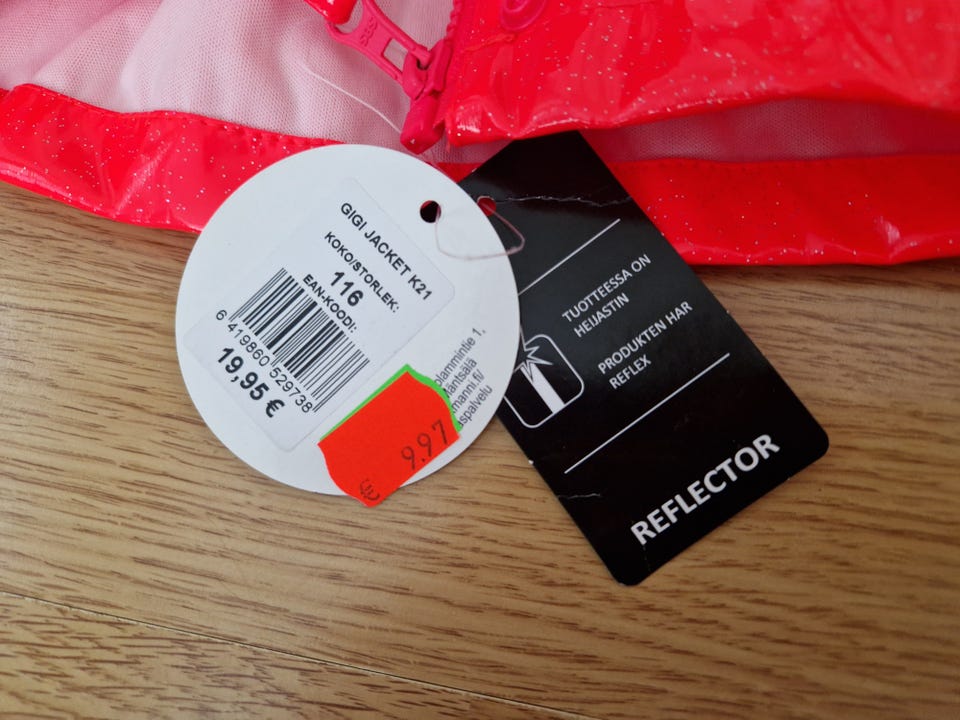 GIGI JACKET K21
KOKO/STORLEK:
116
EAN-KOODI:
6 419860 529738
19,95 €
1,
€ 9.97
TUOTTEESSA ON
HEIJASTIN
PRODUKTEN HAR
REFLEX
REFLECTOR